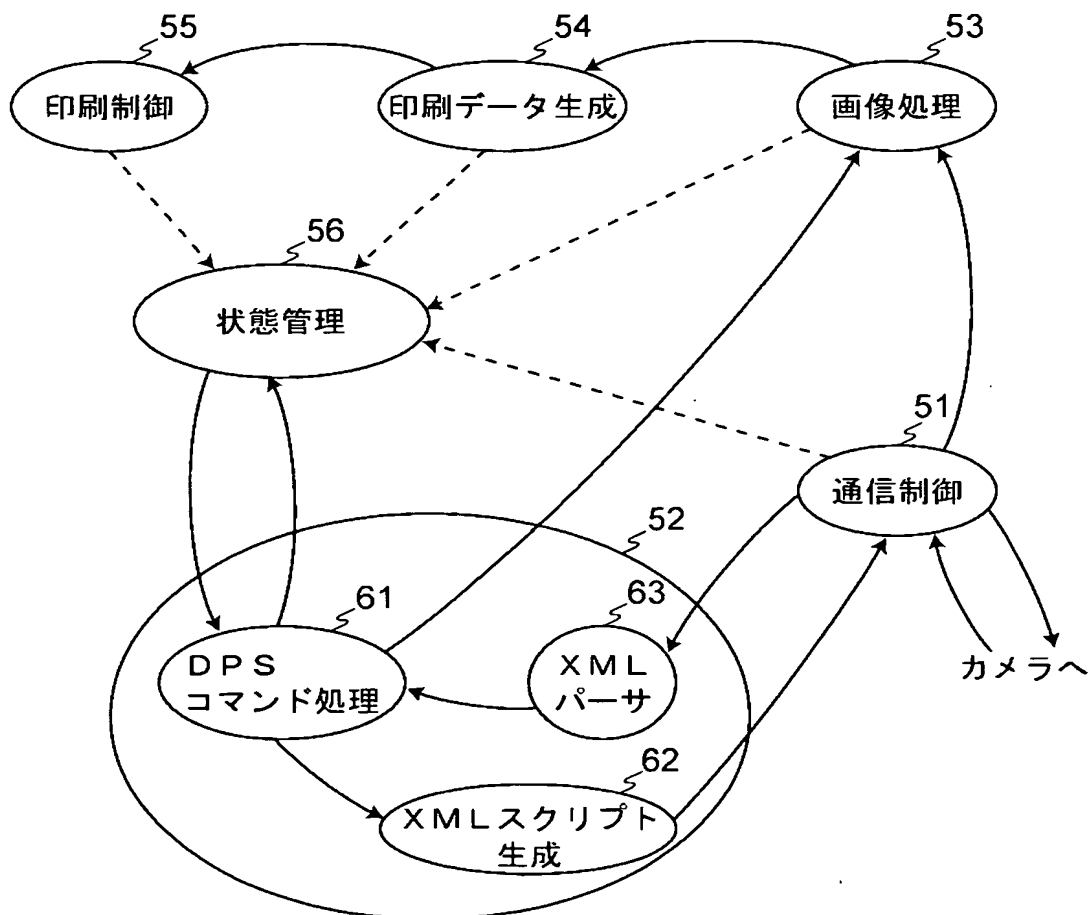 55
54
53
印刷制御
印刷データ生成
画像処理
56
状態管理
51
通信制御
52
61
63
DPS
コマンド処理
XML
パーサ
カメラへ
62
XMLスクリプト
生成